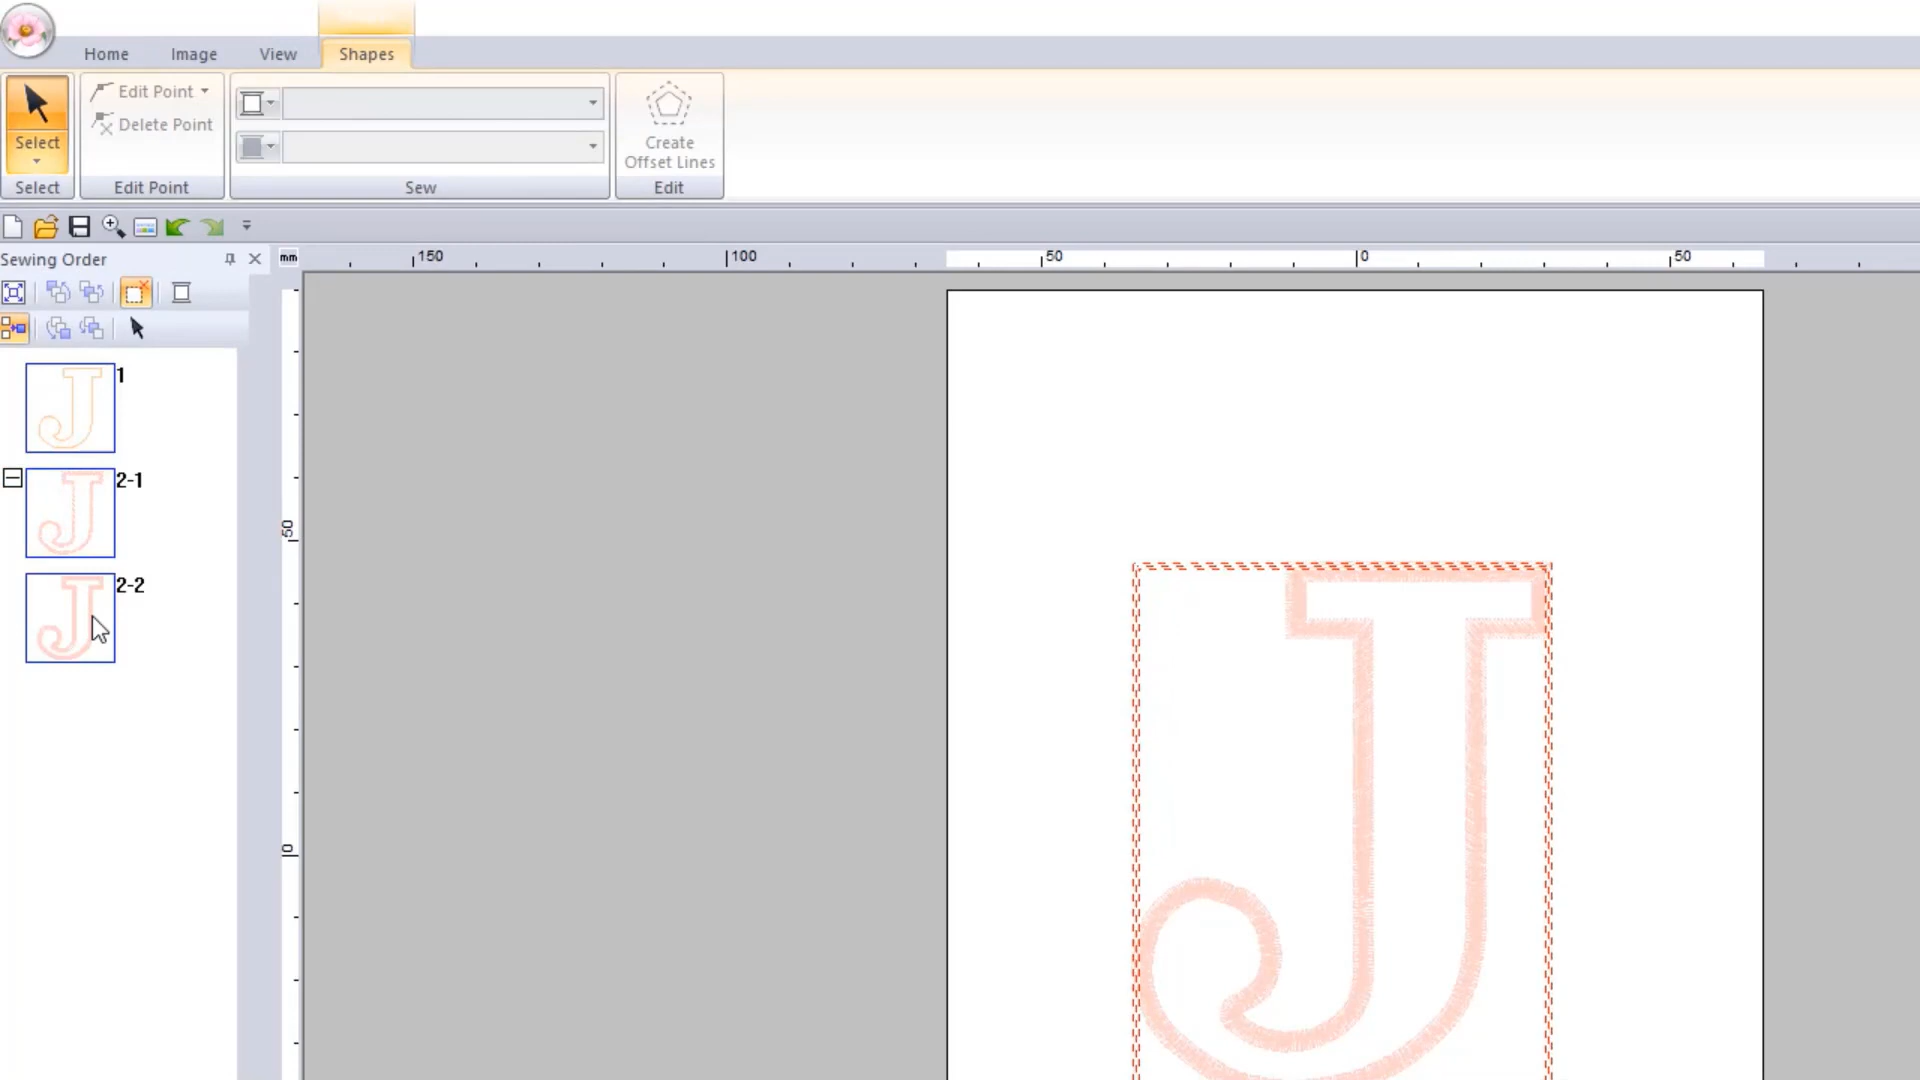 Home Image View Shapes
Edit Point
Delete Point
Select
Create
Offset Lines
Select Edit Point Sew Edit
Sewing Order
mm 150 100 50 0 50
1
2-1
50
2-2
0